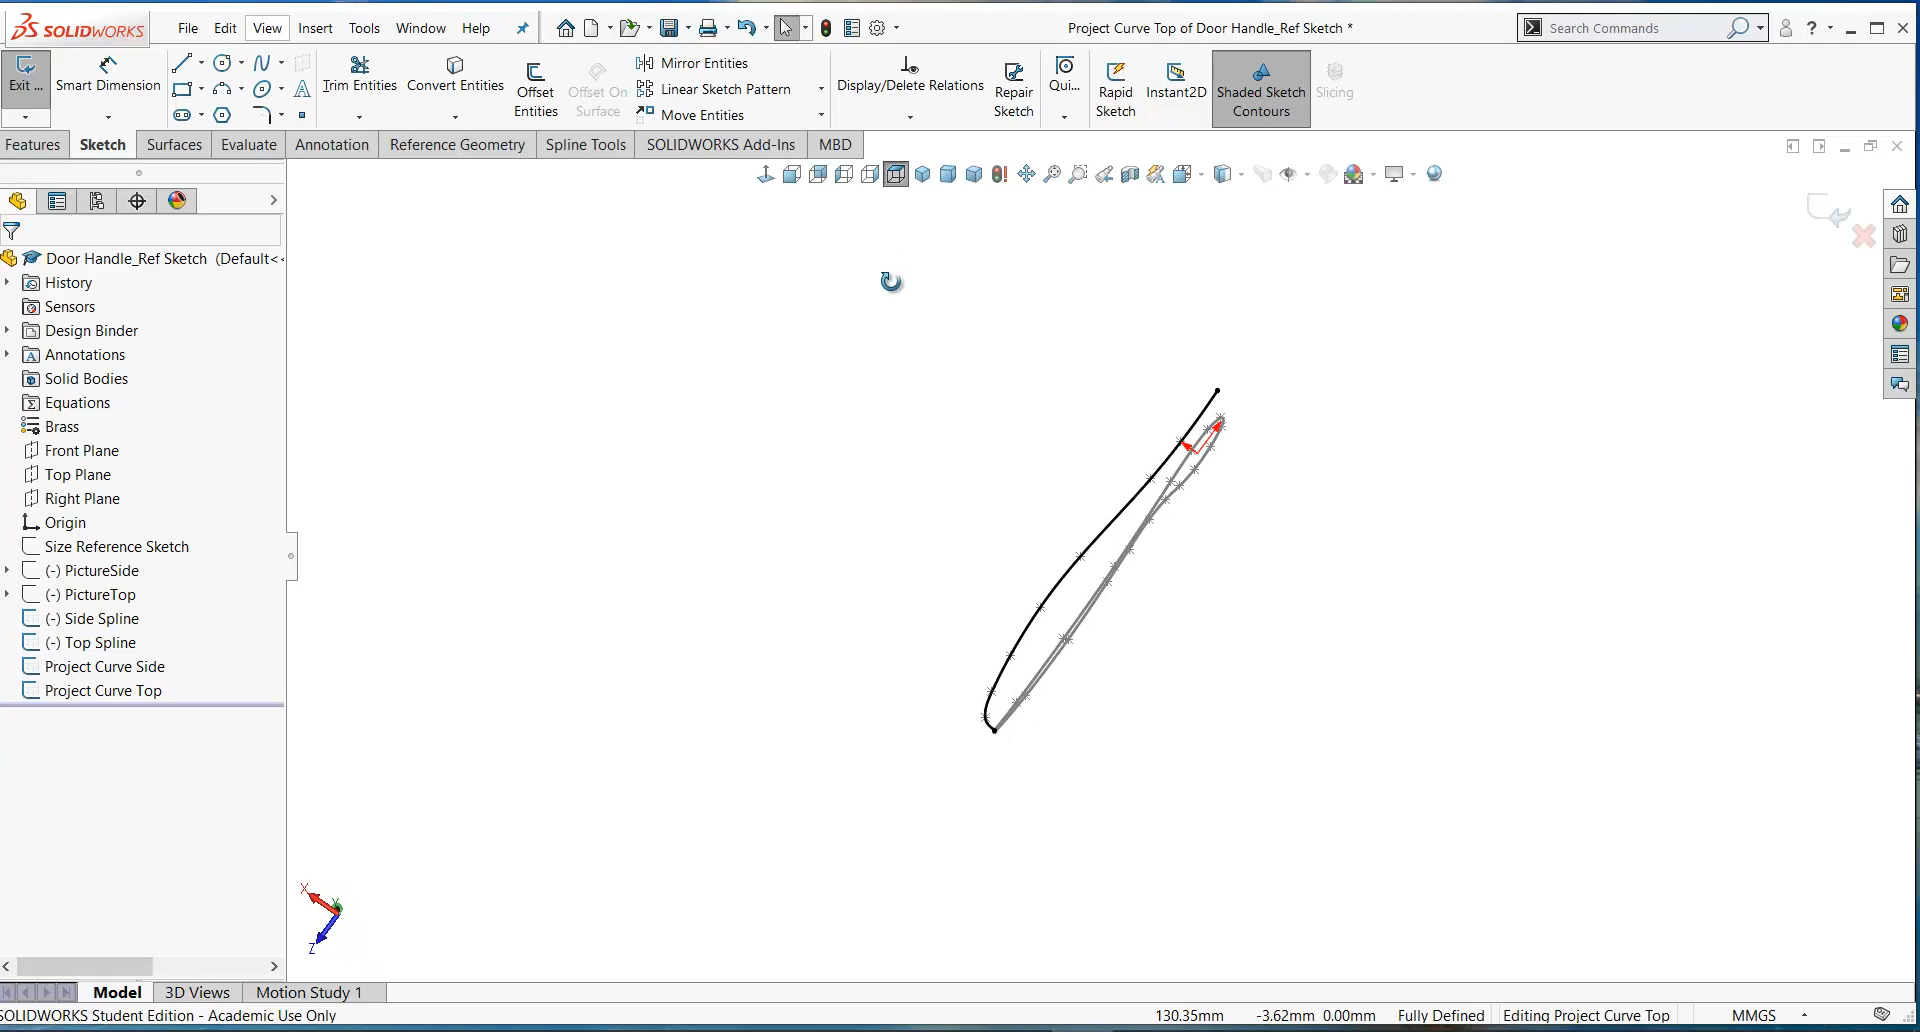 SOLIDWORKS File Edit View Insert Tools Window Help Project Curve Top of Door Handle_Ref Sketch * Search Commands ?
Exit ... Smart Dimension Trim Entities Convert Entities Offset Entities Offset On Surface Mirror Entities Linear Sketch Pattern Move Entities Display/Delete Relations Repair Sketch Qui... Rapid Sketch Instant2D Shaded Sketch Contours Slicing
Features Sketch Surfaces Evaluate Annotation Reference Geometry Spline Tools SOLIDWORKS Add-Ins MBD
Door Handle_Ref Sketch (Default<<
History
Sensors
Design Binder
Annotations
Solid Bodies
Equations
Brass
Front Plane
Top Plane
Right Plane
Origin
Size Reference Sketch
(-) PictureSide
(-) PictureTop
(-) Side Spline
(-) Top Spline
Project Curve Side
Project Curve Top
X Y
Z
Model 3D Views Motion Study 1
SOLIDWORKS Student Edition - Academic Use Only 130.35mm -3.62mm 0.00mm Fully Defined Editing Project Curve Top MMGS